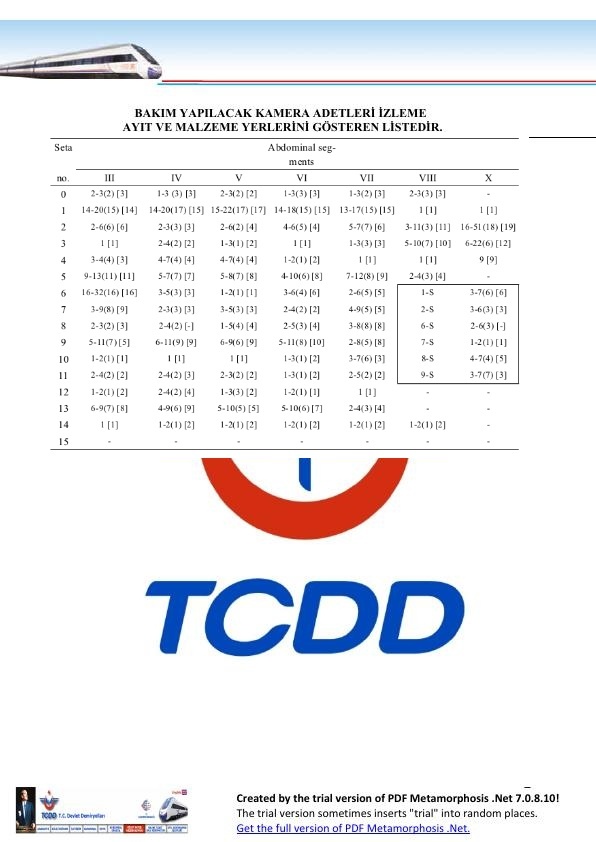 BAKIM YAPILACAK KAMERA ADETLERİ İZLEME
AYIT VE MALZEME YERLERİNİ GÖSTEREN LİSTEDİR.
Seta Abdominal seg-
ments
no. III IV V VI VII VIII X
0 2-3(2) [3] 1-3 (3) [3] 2-3(2) [2] 1-3(3) [3] 1-3(2) [3] 2-3(3) [3] -
1 14-20(15) [14] 14-20(17) [15] 15-22(17) [17] 14-18(15) [15] 13-17(15) [15] 1 [1] 1 [1]
2 2-6(6) [6] 2-3(3) [3] 2-6(2) [4] 4-6(5) [4] 5-7(7) [6] 3-11(3) [11] 16-51(18) [19]
3 1 [1] 2-4(2) [2] 1-3(1) [2] 1 [1] 1-3(3) [3] 5-10(7) [10] 6-22(6) [12]
4 3-4(4) [3] 4-7(4) [4] 4-7(4) [4] 1-2(1) [2] 1 [1] 1 [1] 9 [9]
5 9-13(11) [11] 5-7(7) [7] 5-8(7) [8] 4-10(6) [8] 7-12(8) [9] 2-4(3) [4] -
6 16-32(16) [16] 3-5(3) [3] 1-2(1) [1] 3-6(4) [6] 2-6(5) [5] 1-S 3-7(6) [6]
7 3-9(8) [9] 2-3(3) [3] 3-5(3) [3] 2-4(2) [2] 4-9(5) [5] 2-S 3-6(3) [3]
8 2-3(2) [3] 2-4(2) [-] 1-5(4) [4] 2-5(3) [4] 3-8(8) [8] 6-S 2-6(3) [-]
9 5-11(7) [5] 6-11(9) [9] 6-9(6) [9] 5-11(8) [10] 2-8(5) [8] 7-S 1-2(1) [1]
10 1-2(1) [1] 1 [1] 1 [1] 1-3(1) [2] 3-7(6) [3] 8-S 4-7(4) [5]
11 2-4(2) [2] 2-4(2) [3] 2-3(2) [2] 1-3(1) [2] 2-5(2) [2] 9-S 3-7(7) [3]
12 1-2(1) [2] 2-4(2) [4] 1-3(3) [2] 1-2(1) [1] 1 [1] - -
13 6-9(7) [8] 4-9(6) [9] 5-10(5) [5] 5-10(6) [7] 2-4(3) [4] - -
14 1 [1] 1-2(1) [2] 1-2(1) [2] 1-2(1) [2] 1-2(1) [2] 1-2(1) [2] -
15 - - - - - - -
TCDD
TCDD T.C. Devlet Demiryolları
Created by the trial version of PDF Metamorphosis .Net 7.0.8.10!
The trial version sometimes inserts "trial" into random places.
Get the full version of PDF Metamorphosis .Net.